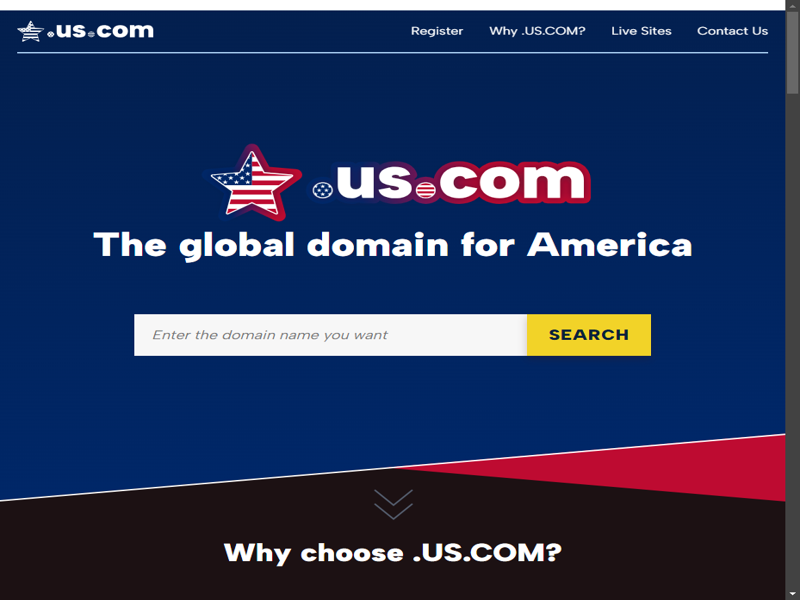 .us.com
Register Why .US.COM? Live Sites Contact Us
.us.com
The global domain for America
Enter the domain name you want
SEARCH
Why choose .US.COM?